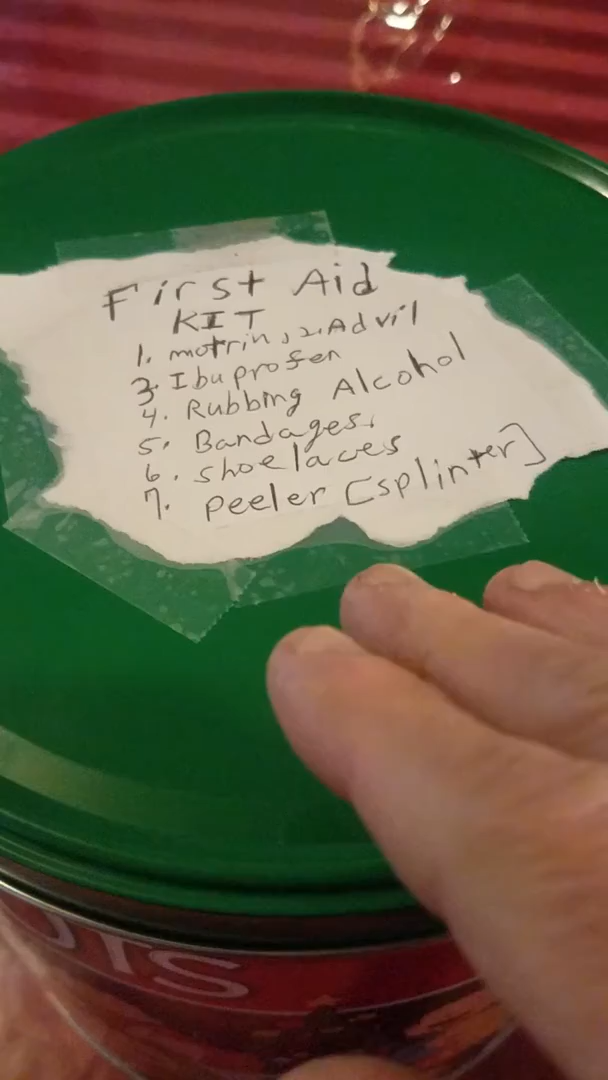 First Aid
KIT
1. motrin, 2. Advil
3. Ibuprofen
4. Rubbing Alcohol
5. Bandages.
6. shoelaces
7. peeler [splinter]